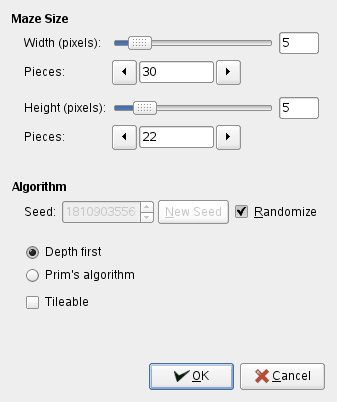 Maze Size
Width (pixels): 5
Pieces: 30
Height (pixels): 5
Pieces: 22
Algorithm
Seed: 1810903556 New Seed Randomize
Depth first
Prim's algorithm
Tileable
OK Cancel